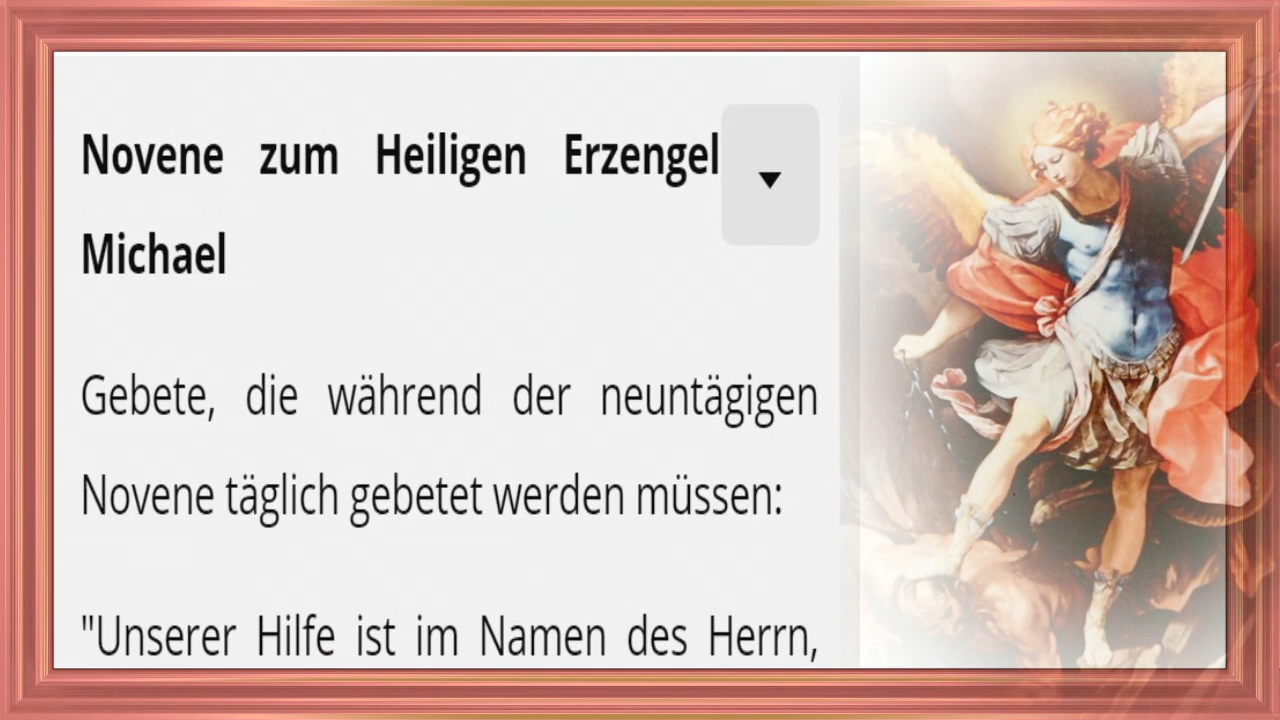 Novene zum Heiligen Erzengel
Michael
Gebete, die während der neuntägigen
Novene täglich gebetet werden müssen:
"Unserer Hilfe ist im Namen des Herrn,